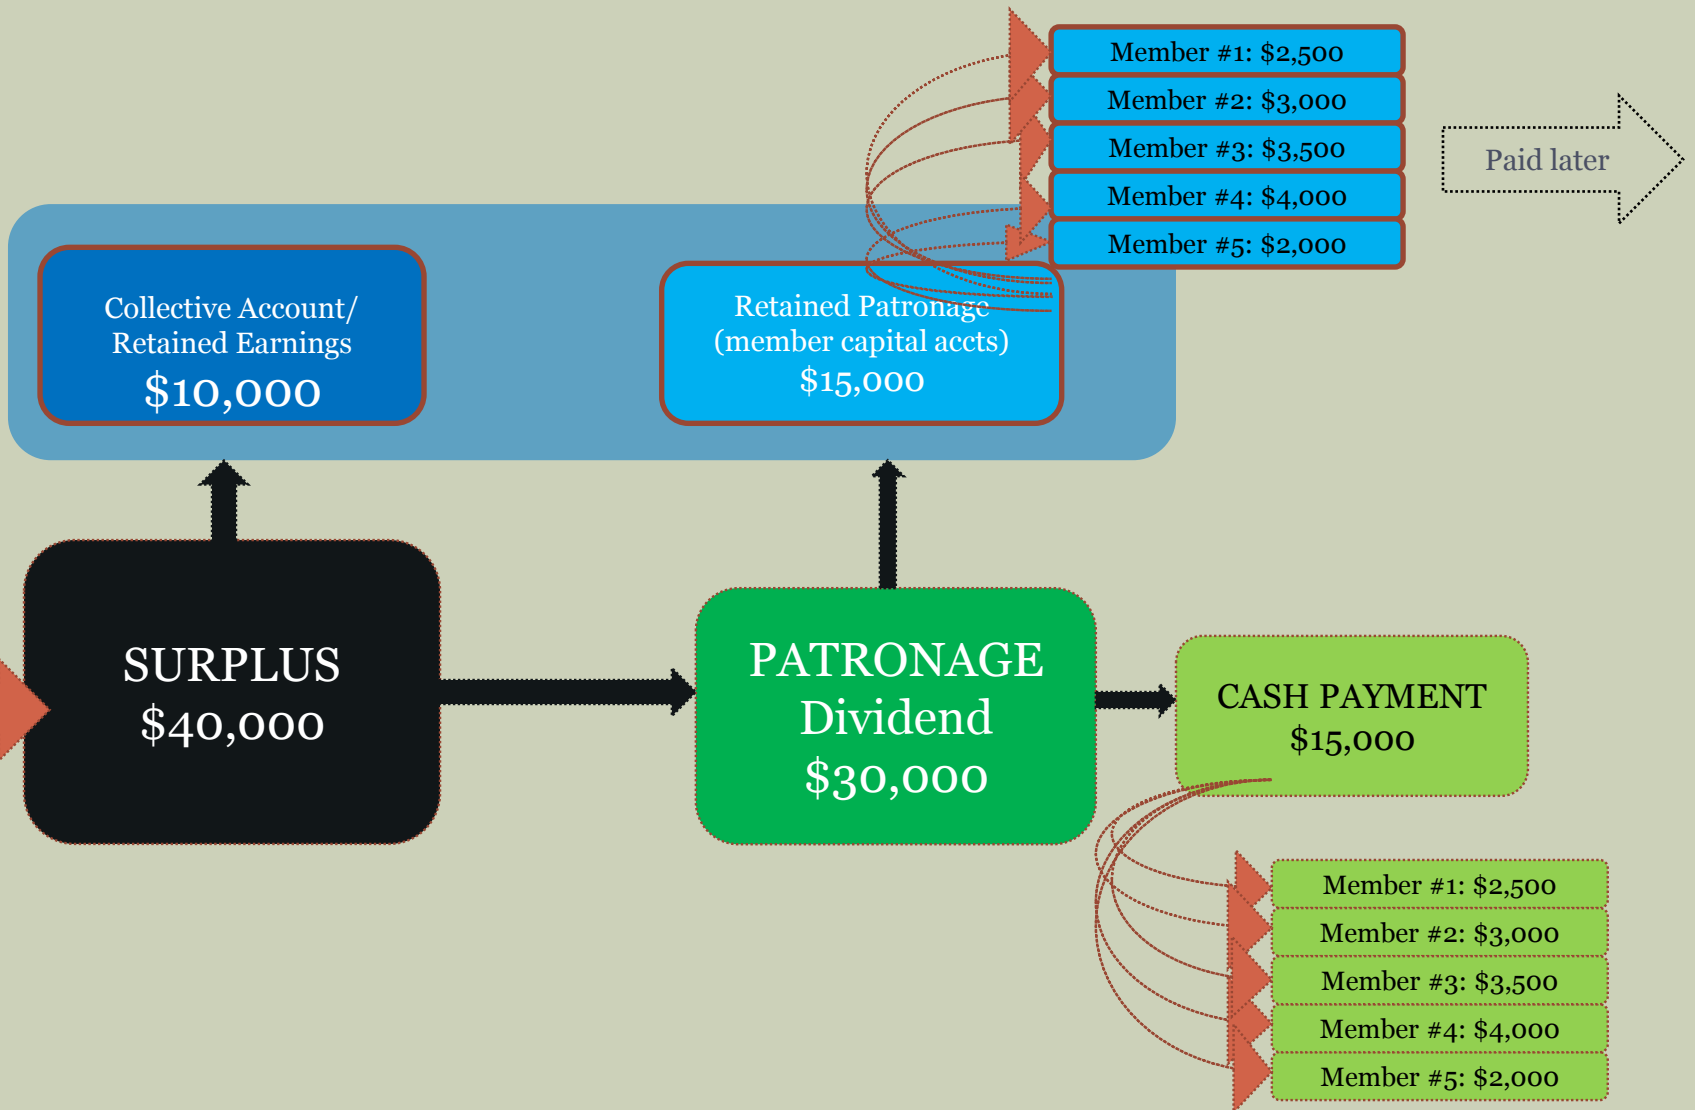 Member #1: $2,500
Member #2: $3,000
Member #3: $3,500
Member #4: $4,000
Member #5: $2,000
Paid later
Collective Account/
Retained Earnings
$10,000
Retained Patronage
(member capital accts)
$15,000
SURPLUS
$40,000
PATRONAGE
Dividend
$30,000
CASH PAYMENT
$15,000
Member #1: $2,500
Member #2: $3,000
Member #3: $3,500
Member #4: $4,000
Member #5: $2,000